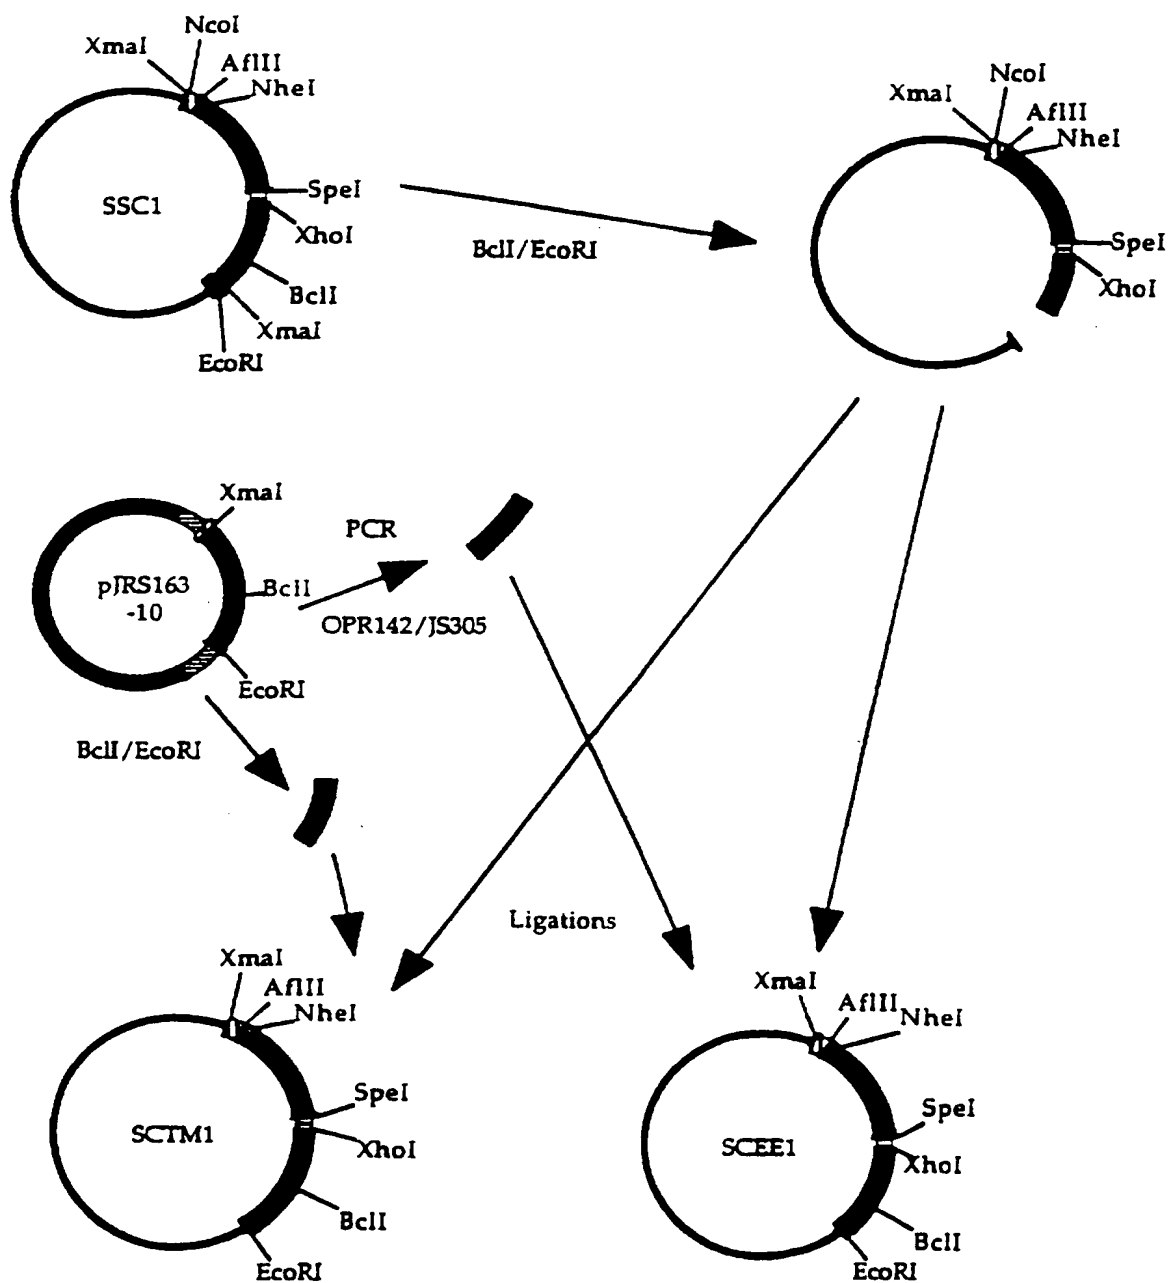 NcoI
XmaI
AflII
NheI
SSC1
SpeI
XhoI
BclI
XmaI
EcoRI
BclI/EcoRI
NcoI
XmaI
AflII
NheI
SpeI
XhoI
XmaI
pJRS163
-10
BclI
EcoRI
PCR
OPR142/JS305
BclI/EcoRI
Ligations
XmaI
AflII
NheI
SCTM1
SpeI
XhoI
BclI
EcoRI
XmaI
AflII
NheI
SCEE1
SpeI
XhoI
BclI
EcoRI